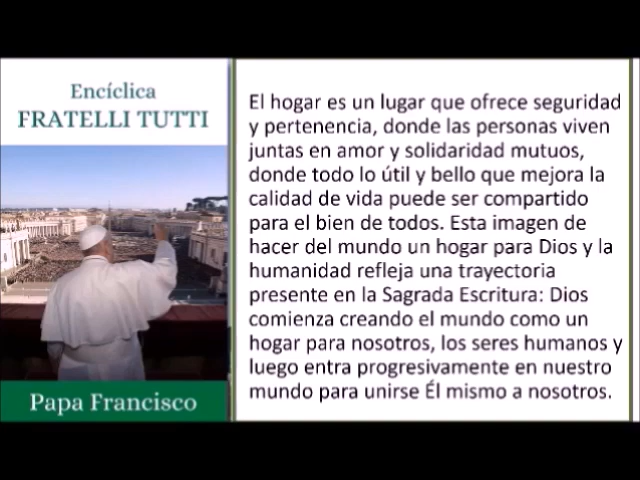 Encíclica
FRATELLI TUTTI
Papa Francisco
El hogar es un lugar que ofrece seguridad
y pertenencia, donde las personas viven
juntas en amor y solidaridad mutuos,
donde todo lo útil y bello que mejora la
calidad de vida puede ser compartido
para el bien de todos. Esta imagen de
hacer del mundo un hogar para Dios y la
humanidad refleja una trayectoria
presente en la Sagrada Escritura: Dios
comienza creando el mundo como un
hogar para nosotros, los seres humanos y
luego entra progresivamente en nuestro
mundo para unirse Él mismo a nosotros.